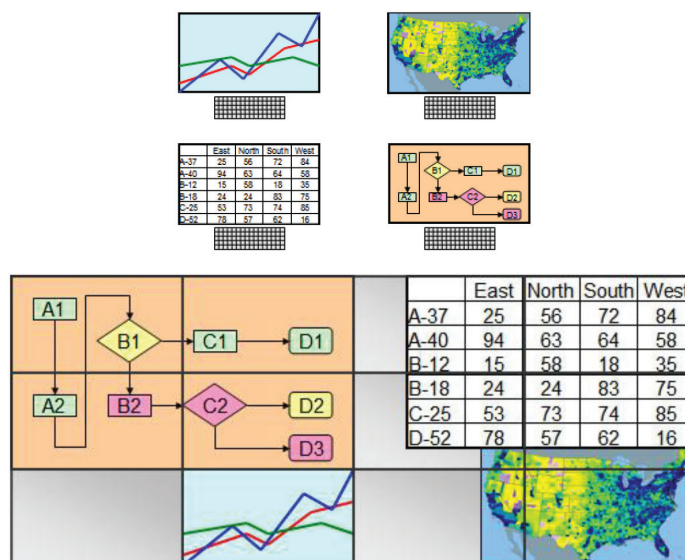 East North South West
A-37 25 56 72 84
A-40 94 63 64 58
B-12 15 58 18 35
B-18 24 24 83 75
C-25 53 73 74 85
D-52 78 57 62 16
A1
B1 C1 D1
A2 B2 C2 D2
D3
A1
B1 C1 D1
A2 B2 C2 D2
D3
East North South West
A-37 25 56 72 84
A-40 94 63 64 58
B-12 15 58 18 35
B-18 24 24 83 75
C-25 53 73 74 85
D-52 78 57 62 16